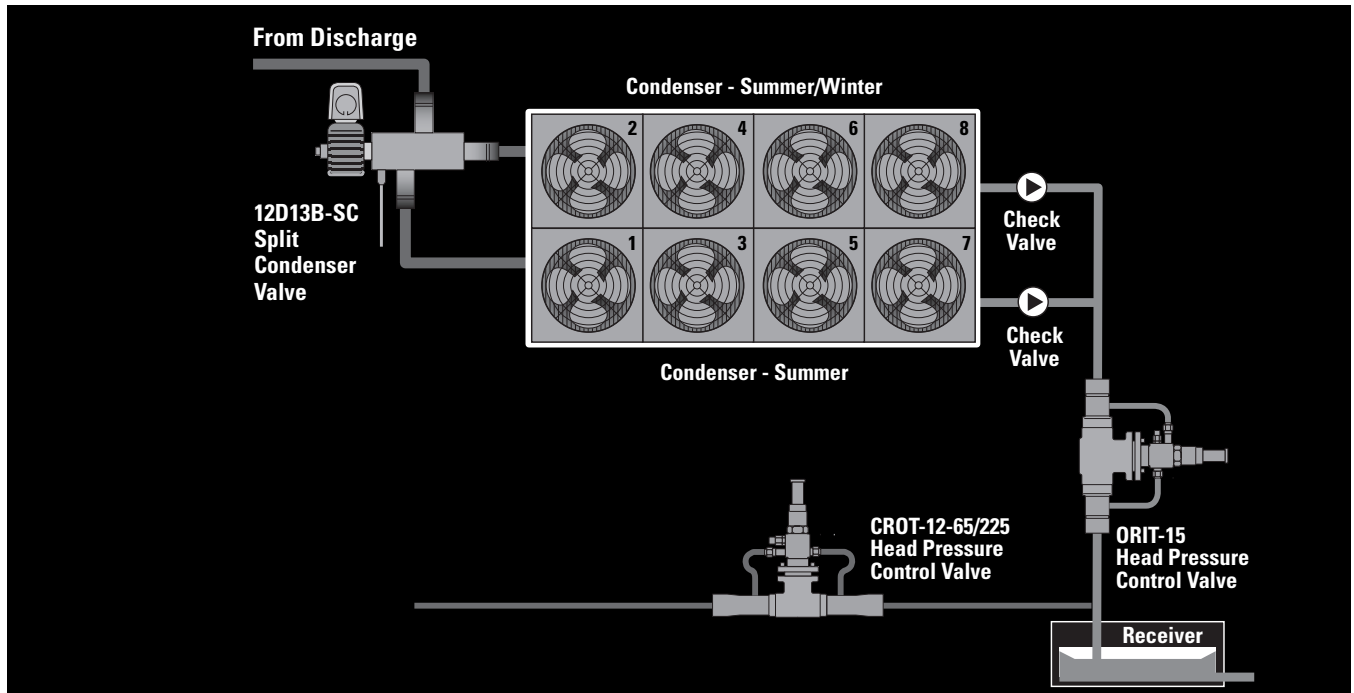 From Discharge
Condenser - Summer/Winter
2
4
6
8
12D13B-SC
Split
Condenser
Valve
1
3
5
7
Check
Valve
Check
Valve
Condenser - Summer
CROT-12-65/225
Head Pressure
Control Valve
ORIT-15
Head Pressure
Control Valve
Receiver